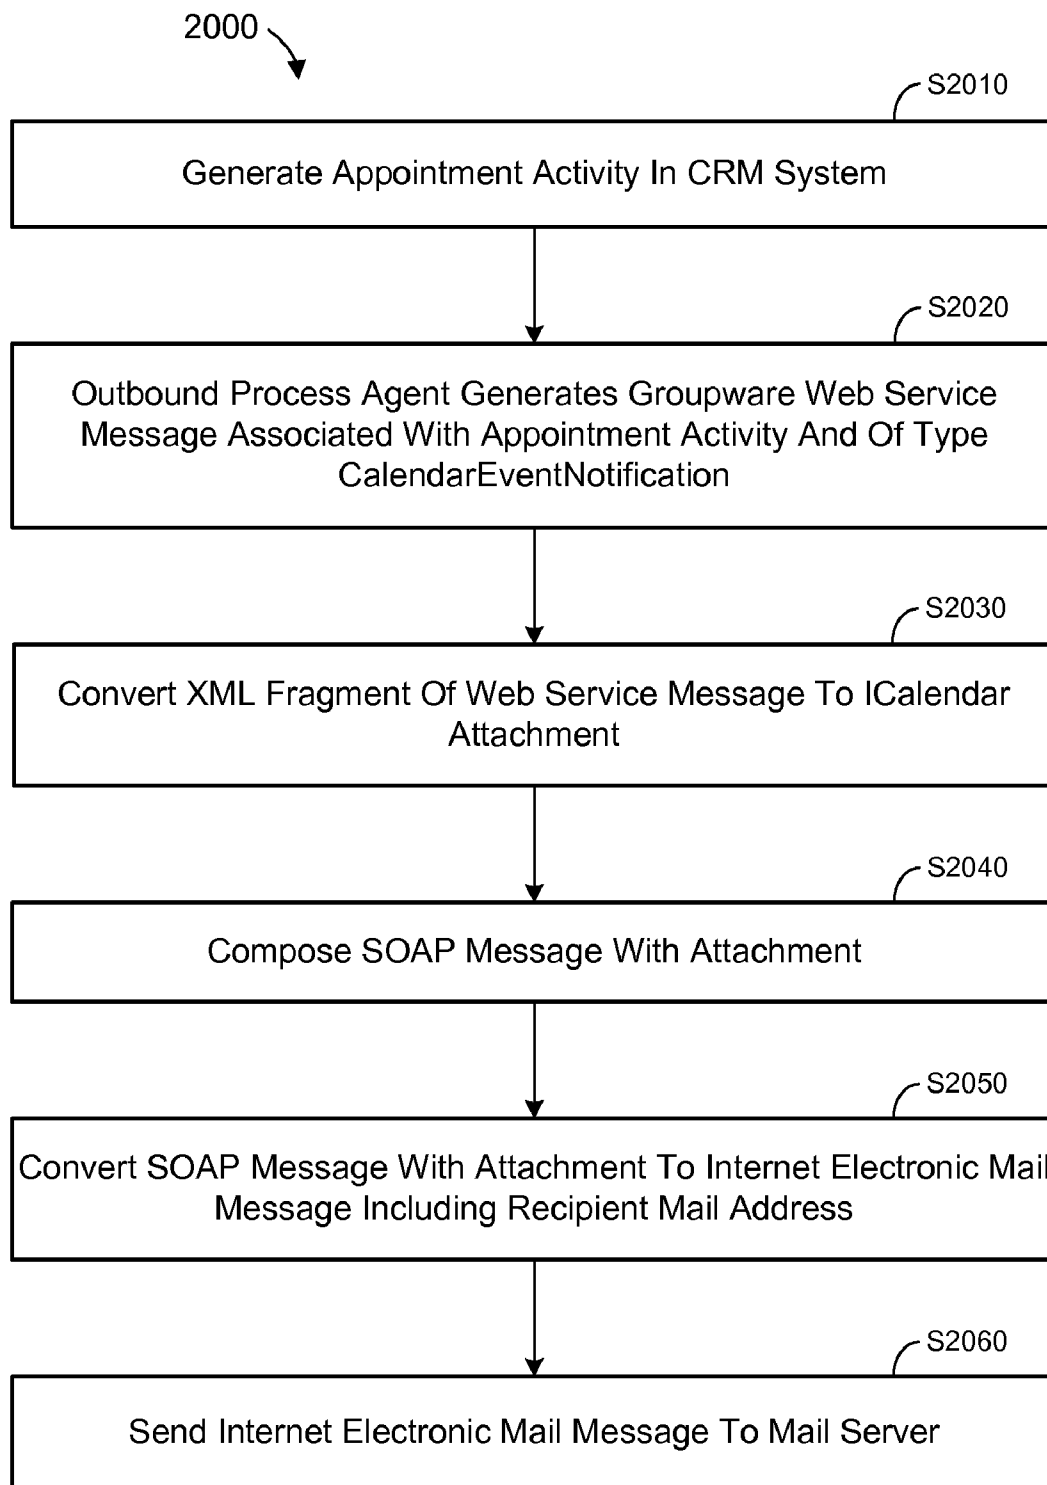 2000
S2010
Generate Appointment Activity In CRM System
S2020
Outbound Process Agent Generates Groupware Web Service
Message Associated With Appointment Activity And Of Type
CalendarEventNotification
S2030
Convert XML Fragment Of Web Service Message To ICalendar
Attachment
S2040
Compose SOAP Message With Attachment
S2050
Convert SOAP Message With Attachment To Internet Electronic Mail
Message Including Recipient Mail Address
S2060
Send Internet Electronic Mail Message To Mail Server